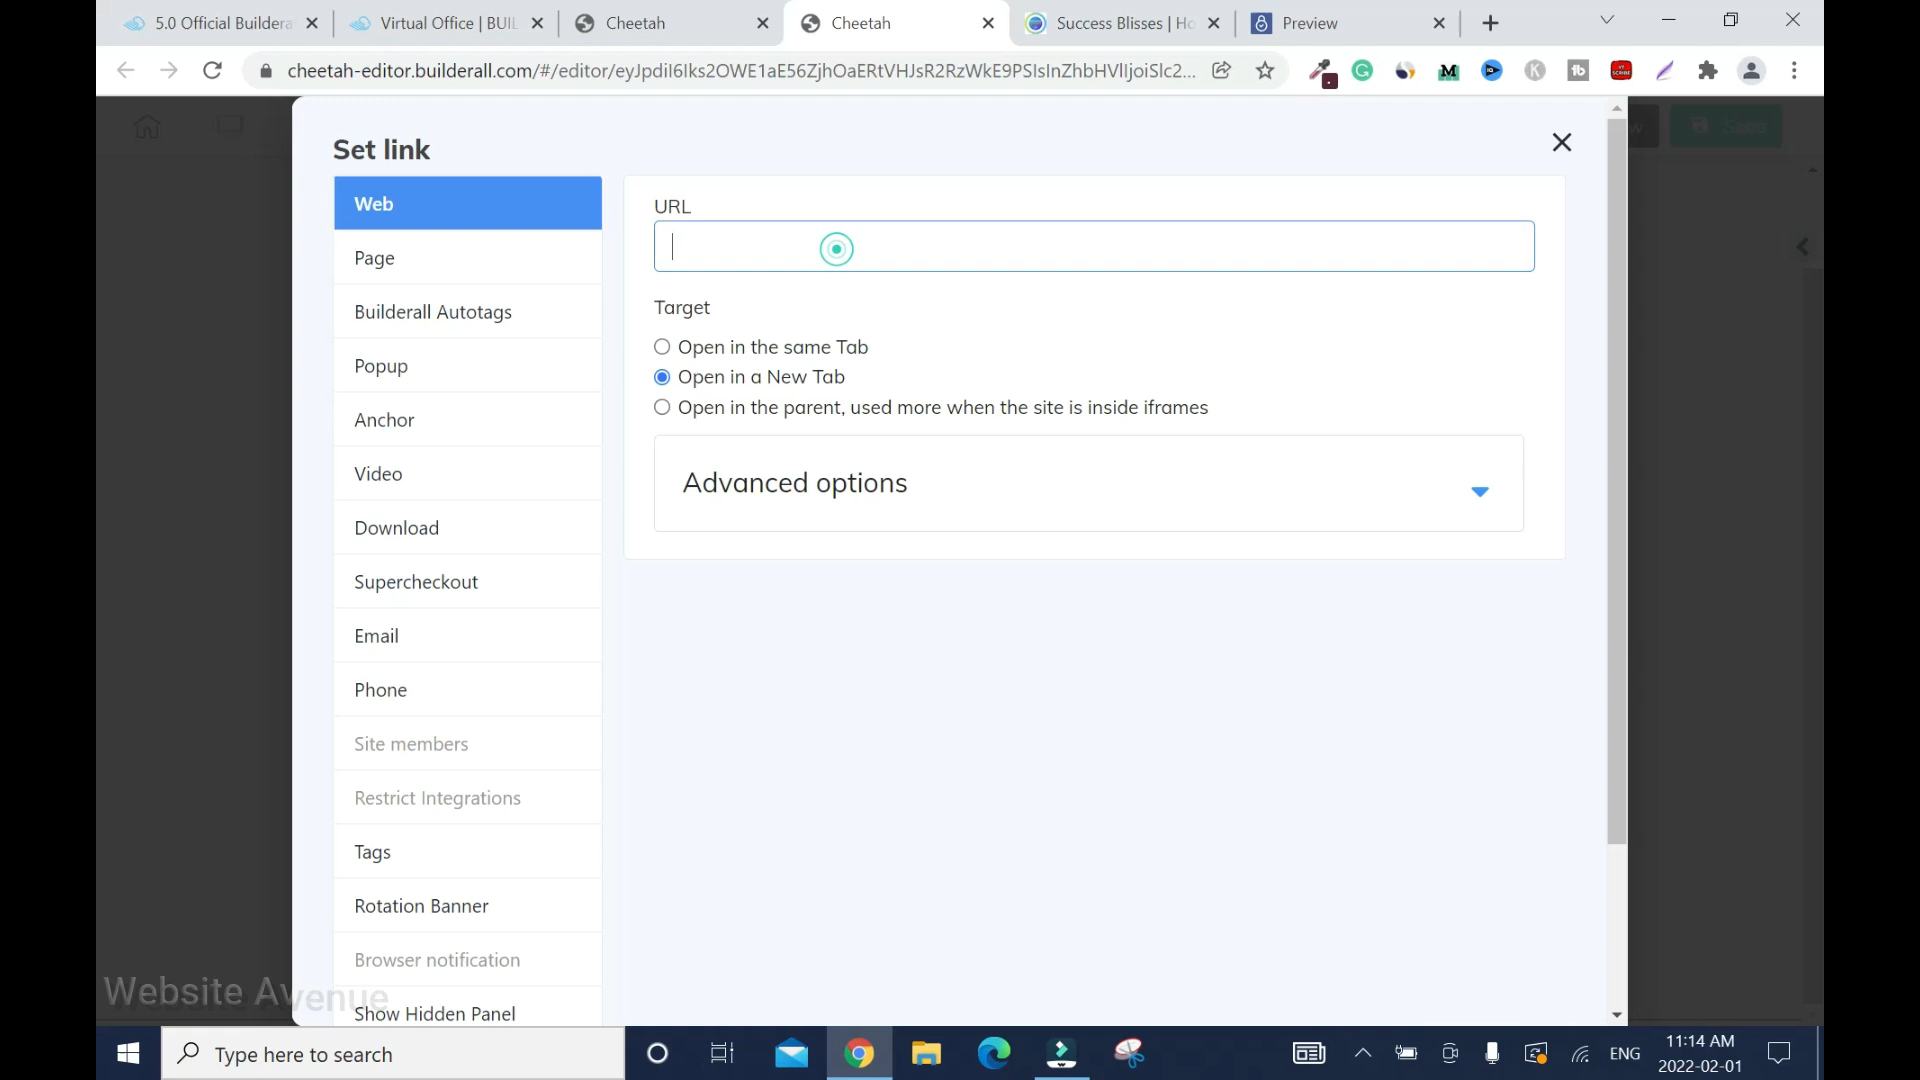 5.0 Official Buildera
Virtual Office | BUIL
Cheetah
Cheetah
Success Blisses | Ho
Preview
cheetah-editor.builderall.com/#/editor/eyJpdiI6Iks2OWE1aE56ZjhOaERtVHJsR2RzWkE9PSIsInZhbHVlIjoiSlc2...
Save
Set link
Web
Page
Builderall Autotags
Popup
Anchor
Video
Download
Supercheckout
Email
Phone
Site members
Restrict Integrations
Tags
Rotation Banner
Browser notification
Show Hidden Panel
URL
Target
Open in the same Tab
Open in a New Tab
Open in the parent, used more when the site is inside iframes
Advanced options
Website Avenue
Type here to search
ENG
11:14 AM
2022-02-01